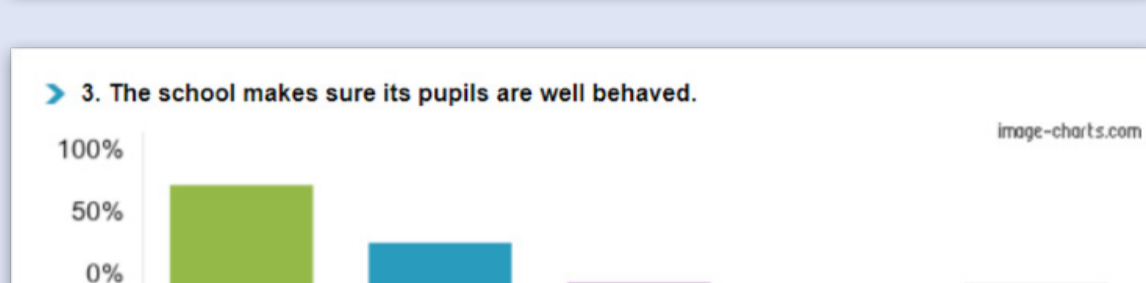 3. The school makes sure its pupils are well behaved.
image-charts.com
100%
50%
0%